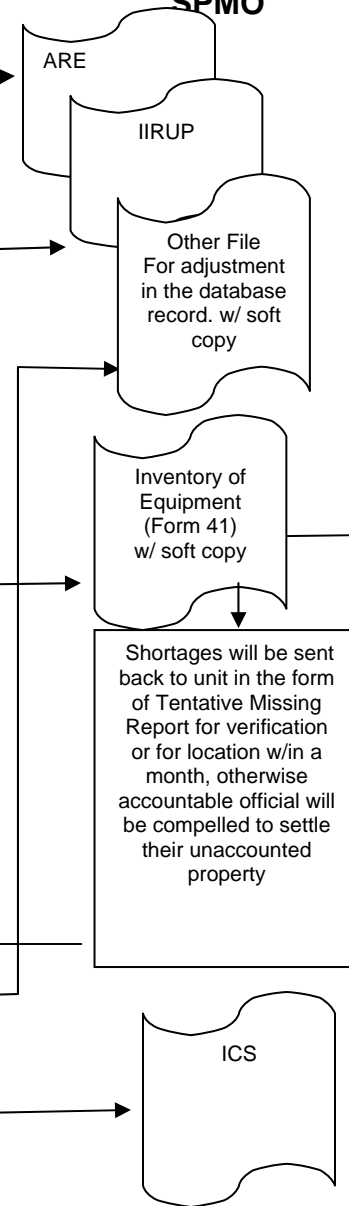 SPMO
ARE
IIRUP
Other File
For adjustment
in the database
record. w/ soft
copy
Inventory of
Equipment
(Form 41)
w/ soft copy
Shortages will be sent
back to unit in the form
of Tentative Missing
Report for verification
or for location w/in a
month, otherwise
accountable official will
be compelled to settle
their unaccounted
property
ICS